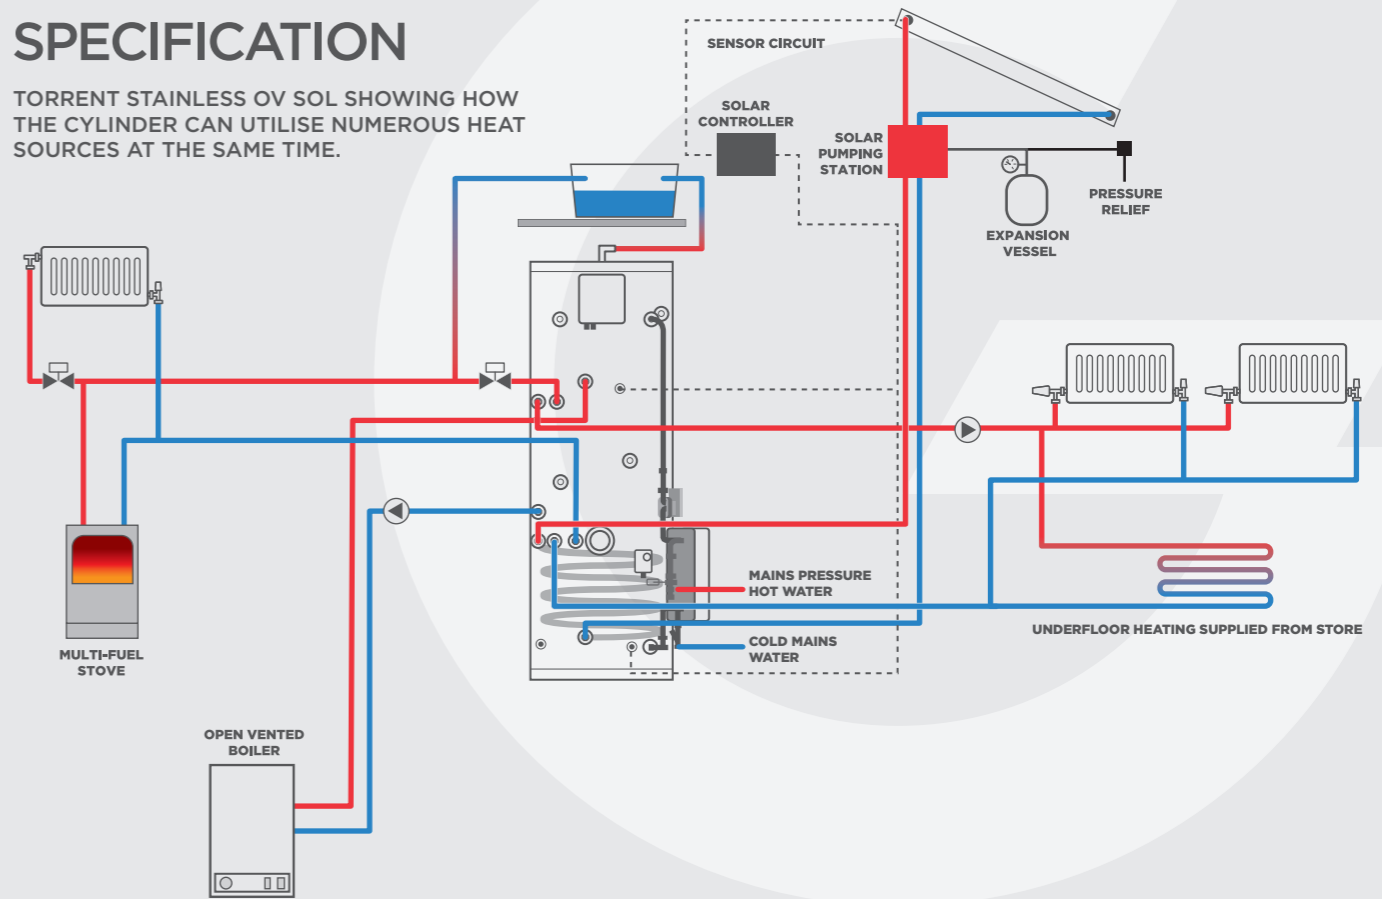 SPECIFICATION
TORRENT STAINLESS OV SOL SHOWING HOW
THE CYLINDER CAN UTILISE NUMEROUS HEAT
SOURCES AT THE SAME TIME.
SENSOR CIRCUIT
SOLAR
CONTROLLER
SOLAR
PUMPING
STATION
PRESSURE
RELIEF
EXPANSION
VESSEL
MAINS PRESSURE
HOT WATER
COLD MAINS
WATER
UNDERFLOOR HEATING SUPPLIED FROM STORE
MULTI-FUEL
STOVE
OPEN VENTED
BOILER